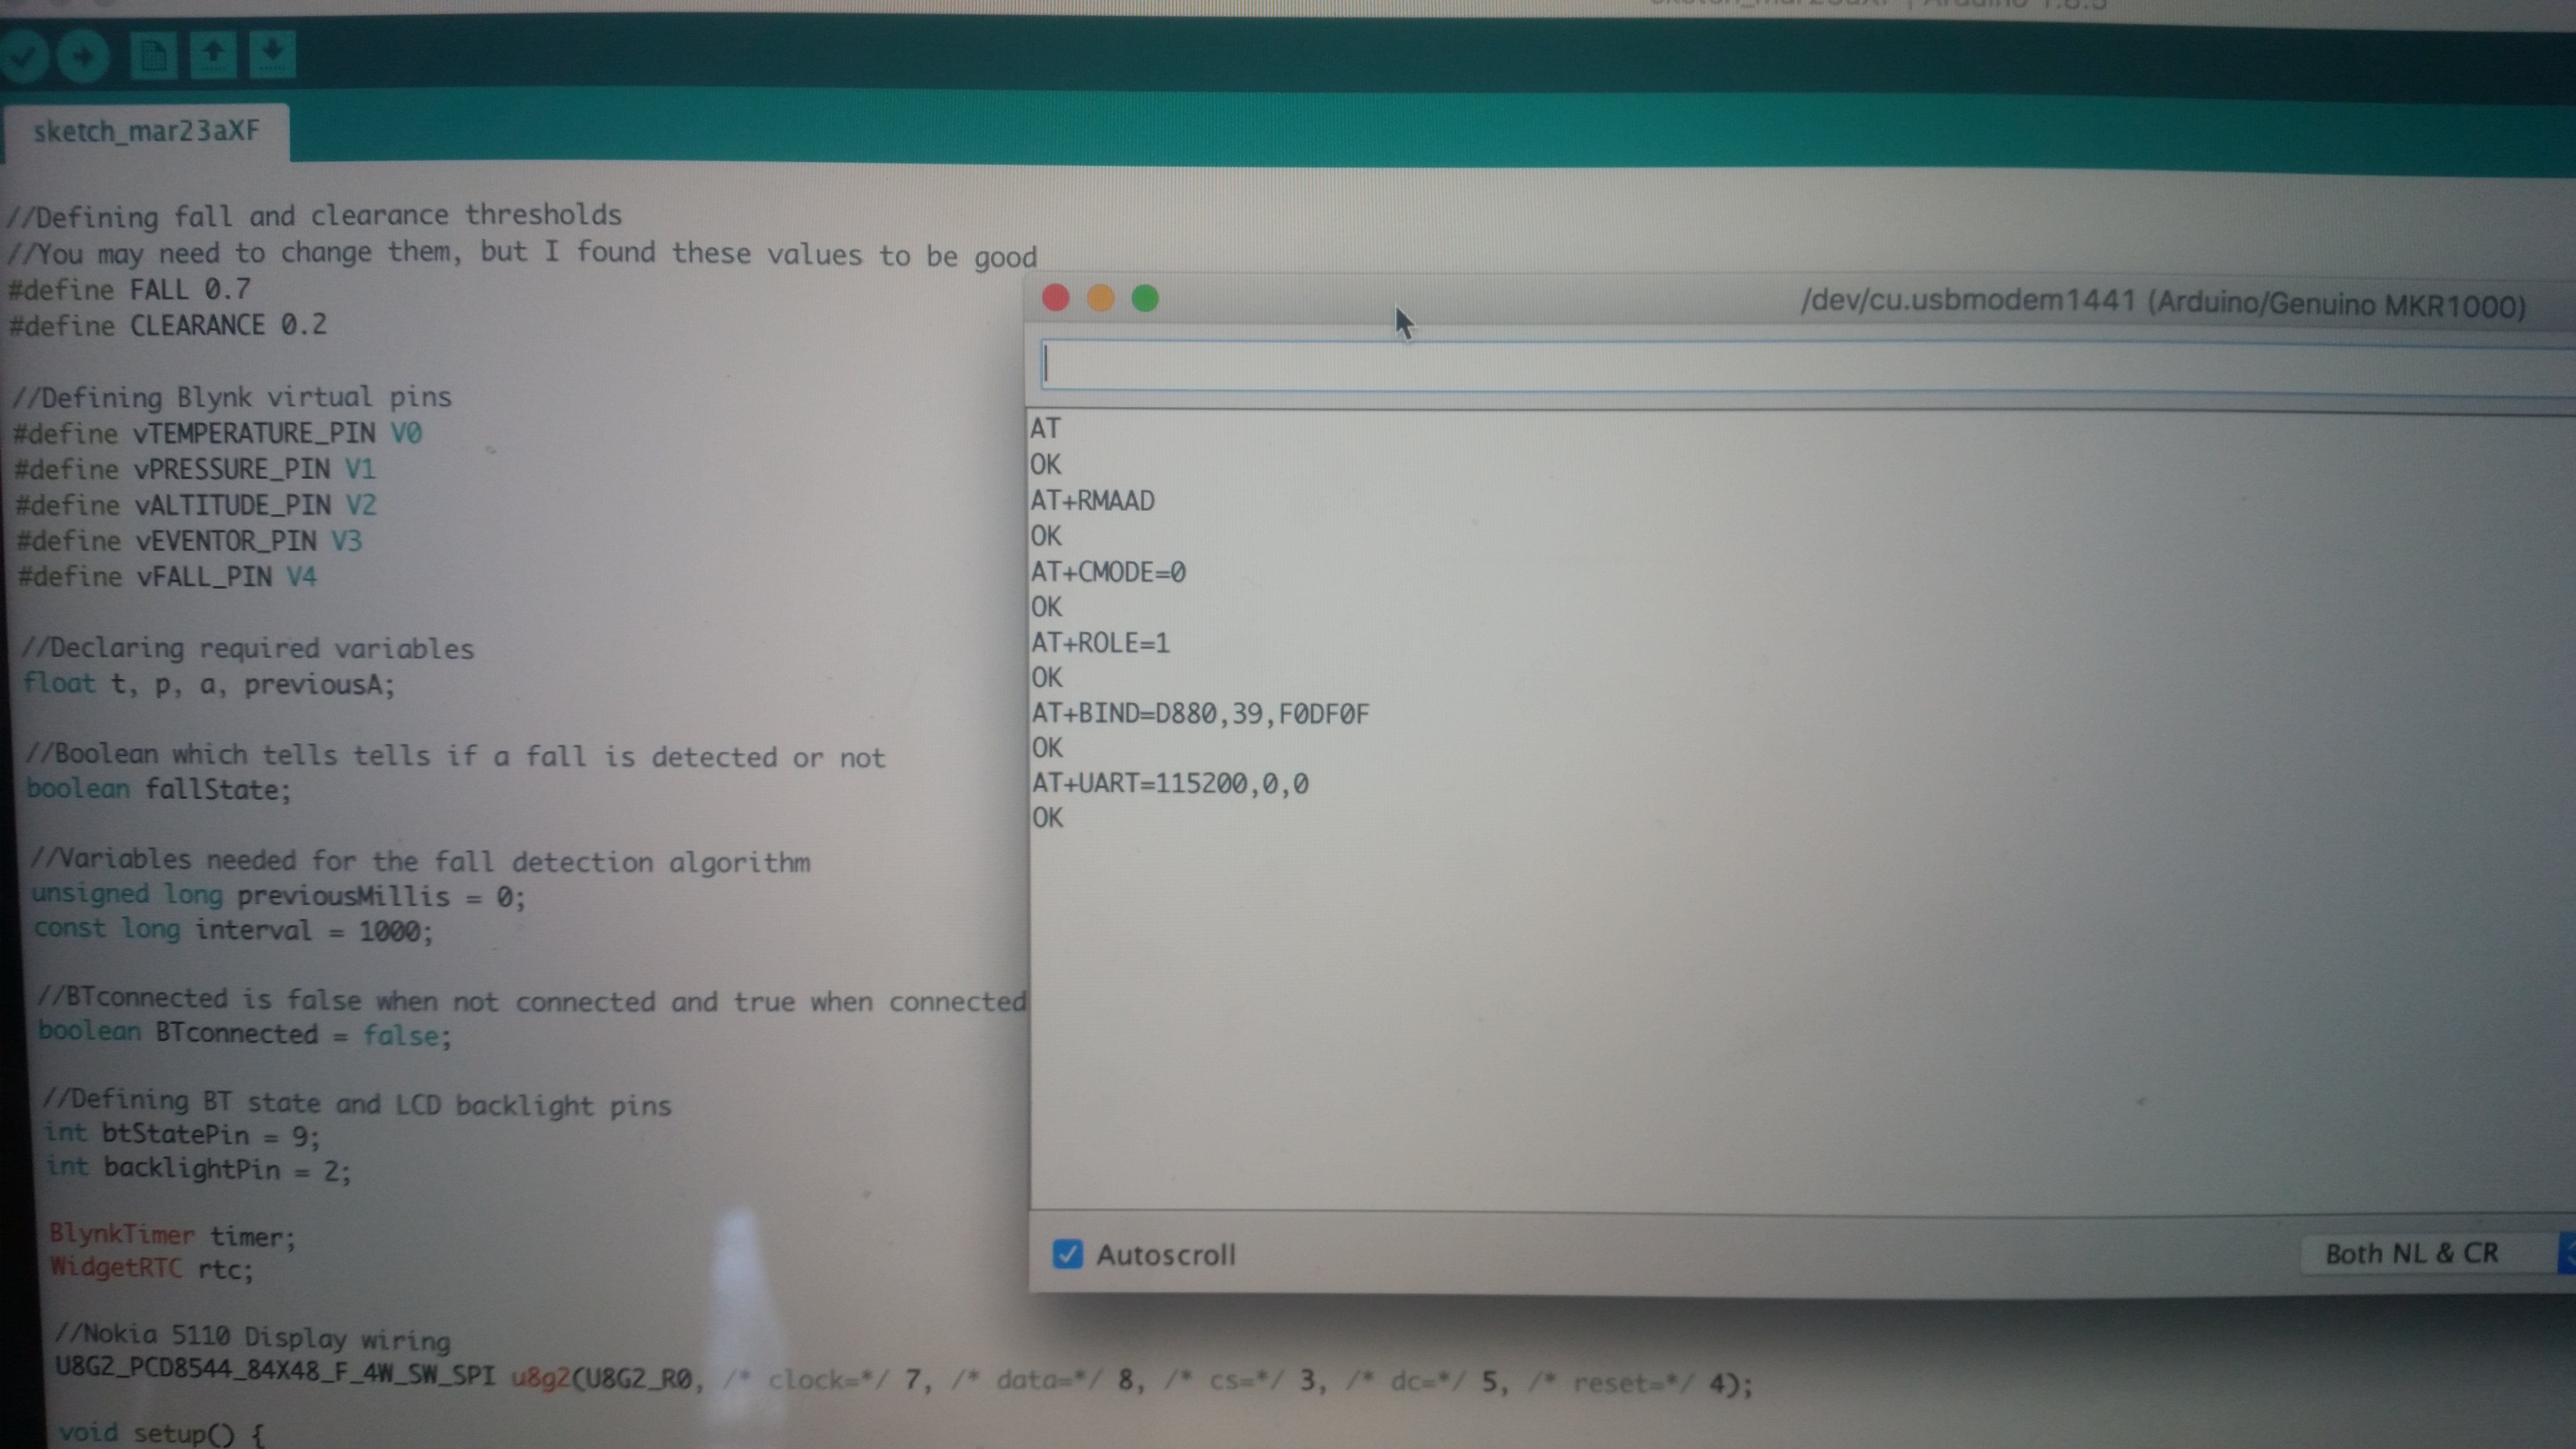 sketch_mar23aXF
//Defining fall and clearance thresholds
//You may need to change them, but I found these values to be good
#define FALL 0.7
#define CLEARANCE 0.2
//Defining Blynk virtual pins
#define vTEMPERATURE_PIN V0
#define vPRESSURE_PIN V1
#define vALTITUDE_PIN V2
#define vEVENTOR_PIN V3
#define vFALL_PIN V4
//Declaring required variables
float t, p, a, previousA;
//Boolean which tells tells if a fall is detected or not
boolean fallState;
//Variables needed for the fall detection algorithm
unsigned long previousMillis = 0;
const long interval = 1000;
//BTconnected is false when not connected and true when connected
boolean BTconnected = false;
//Defining BT state and LCD backlight pins
int btStatePin = 9;
int backlightPin = 2;
BlynkTimer timer;
WidgetRTC rtc;
//Nokia 5110 Display wiring
U8G2_PCD8544_84X48_F_4W_SW_SPI u8g2(U8G2_R0, /* clock=*/ 7, /* data=*/ 8, /* cs=*/ 3, /* dc=*/ 5, /* reset=*/ 4);
void setup() {
/dev/cu.usbmodem1441 (Arduino/Genuino MKR1000)
AT
OK
AT+RMAAD
OK
AT+CMODE=0
OK
AT+ROLE=1
OK
AT+BIND=D880,39,F0DF0F
OK
AT+UART=115200,0,0
OK
Autoscroll
Both NL & CR